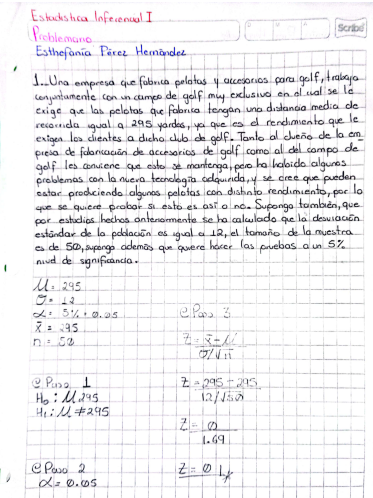 Estadística Inferencial I
Problemario
Scribe
Esthefanía Pérez Hernández
1. Una empresa que fabrica pelotas y accesorios para golf, trabaja
conjuntamente con un campo de golf muy exclusivo en el cual se le
exige que las pelotas que fabrica tengan una distancia media de
recorrido igual a 295 yardas, ya que es el rendimiento que le
exigen los clientes a dicho club de golf. Tanto al dueño de la em
presa de fabricación de accesorios de golf como al del campo de
golf les conviene que esto se mantenga, pero ha habido algunos
problemas con la nueva tecnología adquirida, y se cree que pueden
estar produciendo algunas pelotas con distinto rendimiento, por lo
que se quiere probar si esto es así o no. Suponga también, que
por estudios hechos anteriormente se ha calculado que la desviación
estándar de la población es igual a 12, el tamaño de la muestra
es de 50, suponga además que quiere hacer las pruebas a un 5%
nivel de significancia.
M = 295
σ = 12
α = 5% = 0.05
x̄ = 295
n = 50
@ Paso 1
H₀: M 295
H₁: M ≠ 295
@ Paso 2
α = 0.05
@ Paso 3
Z = x̄ - M
σ/√n
Z = 295 - 295
12/√50
Z = 0
1.69
Z = 0